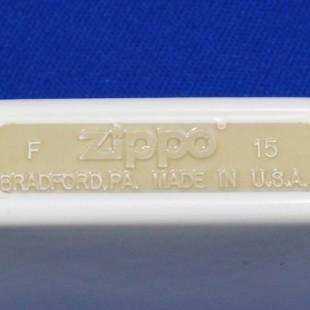 F Zippo® 15
BRADFORD, PA. MADE IN U.S.A.